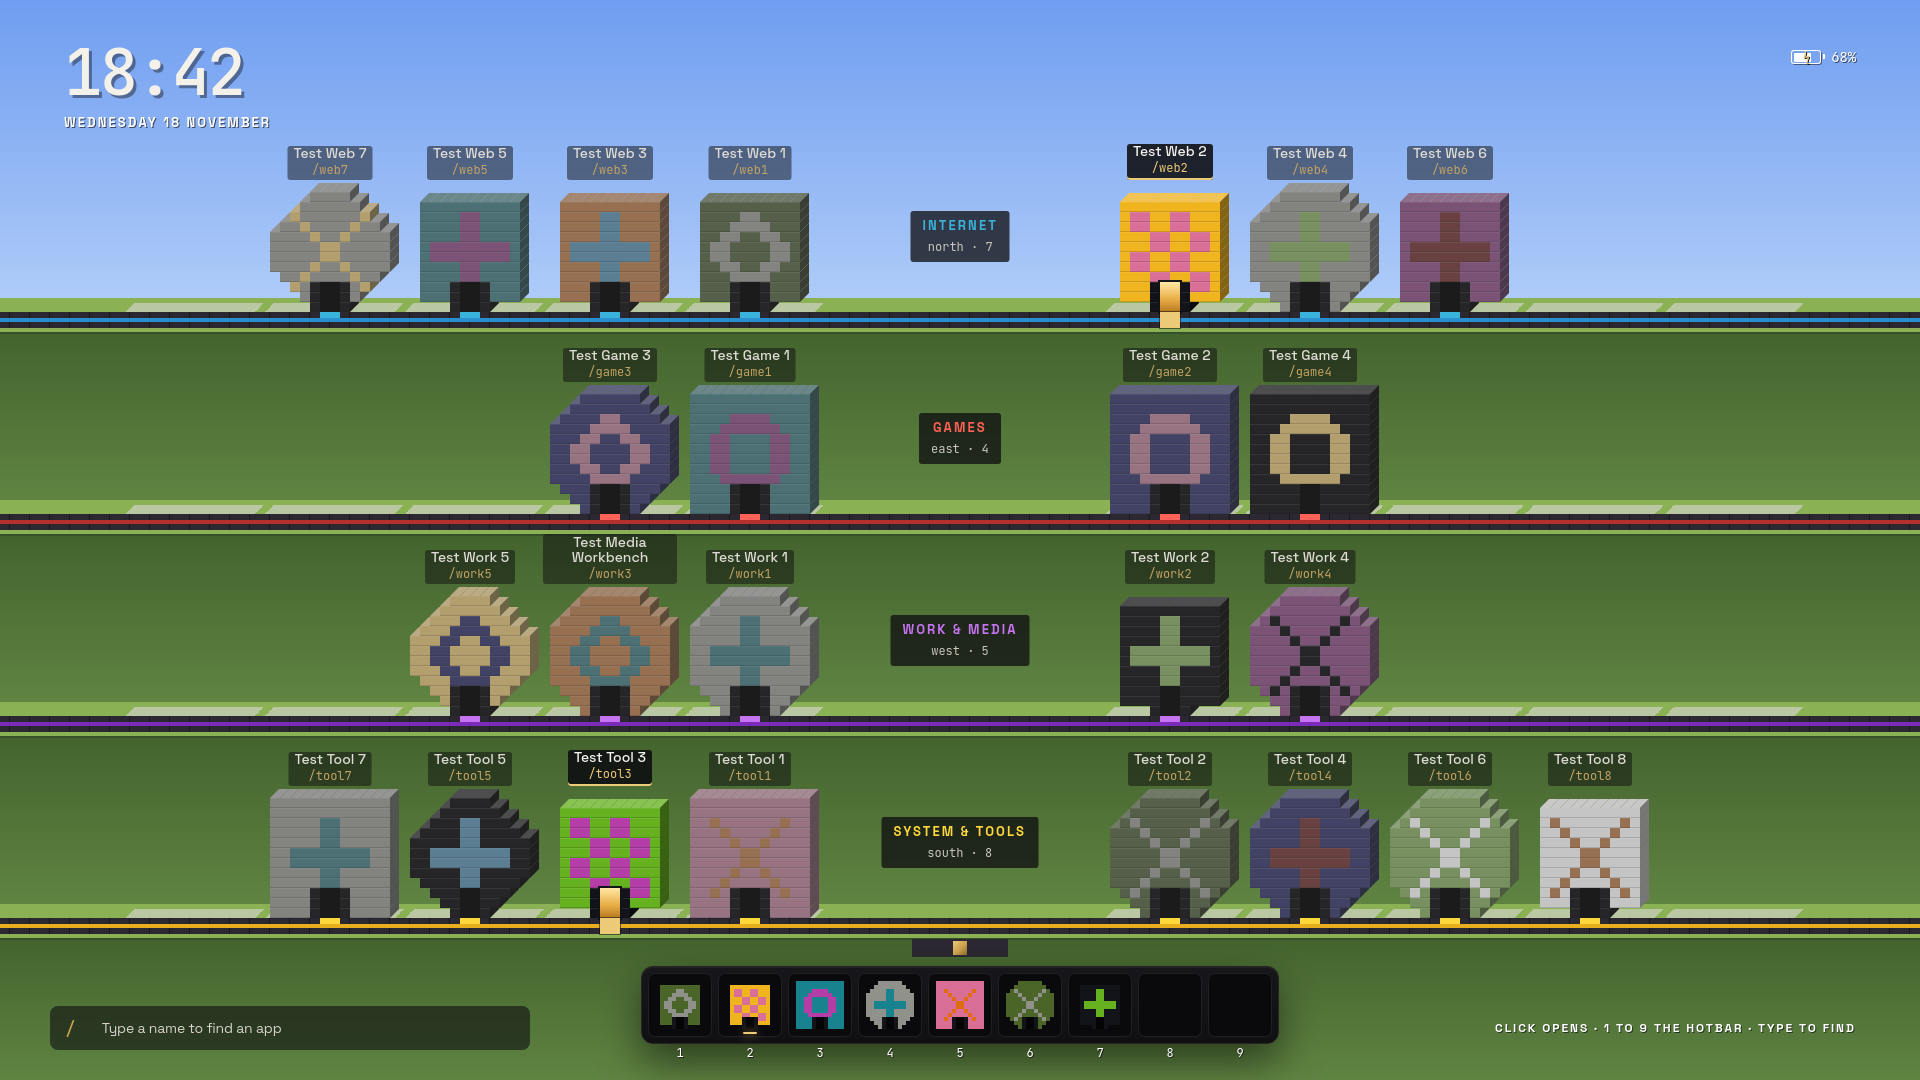 18:42
WEDNESDAY 18 NOVEMBER
68%
Test Web 7
/web7
Test Web 5
/web5
Test Web 3
/web3
Test Web 1
/web1
INTERNET
north · 7
Test Web 2
/web2
Test Web 4
/web4
Test Web 6
/web6
Test Game 3
/game3
Test Game 1
/game1
GAMES
east · 4
Test Game 2
/game2
Test Game 4
/game4
Test Work 5
/work5
Test Media
Workbench
/work3
Test Work 1
/work1
WORK & MEDIA
west · 5
Test Work 2
/work2
Test Work 4
/work4
Test Tool 7
/tool7
Test Tool 5
/tool5
Test Tool 3
/tool3
Test Tool 1
/tool1
SYSTEM & TOOLS
south · 8
Test Tool 2
/tool2
Test Tool 4
/tool4
Test Tool 6
/tool6
Test Tool 8
/tool8
/ Type a name to find an app
1 2 3 4 5 6 7 8 9
CLICK OPENS · 1 TO 9 THE HOTBAR · TYPE TO FIND